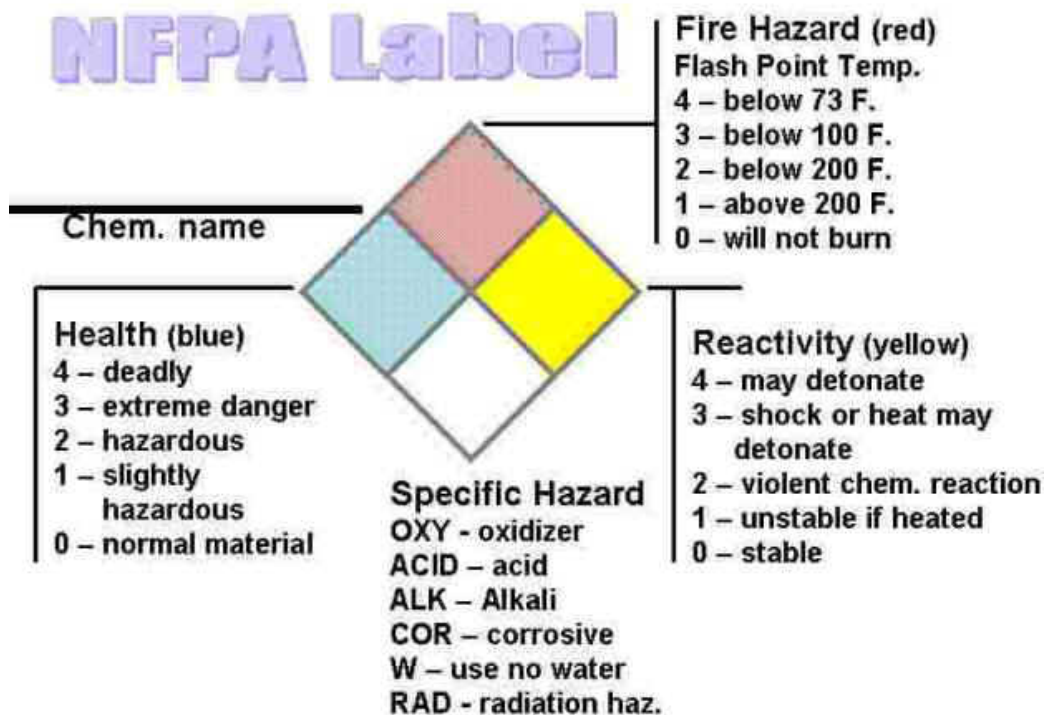 NFPA Label
Fire Hazard (red)
Flash Point Temp.
4 – below 73 F.
3 – below 100 F.
2 – below 200 F.
1 – above 200 F.
0 – will not burn
Chem. name
Health (blue)
4 – deadly
3 – extreme danger
2 – hazardous
1 – slightly
hazardous
0 – normal material
Reactivity (yellow)
4 – may detonate
3 – shock or heat may
detonate
2 – violent chem. reaction
1 – unstable if heated
0 – stable
Specific Hazard
OXY - oxidizer
ACID – acid
ALK – Alkali
COR – corrosive
W – use no water
RAD - radiation haz.